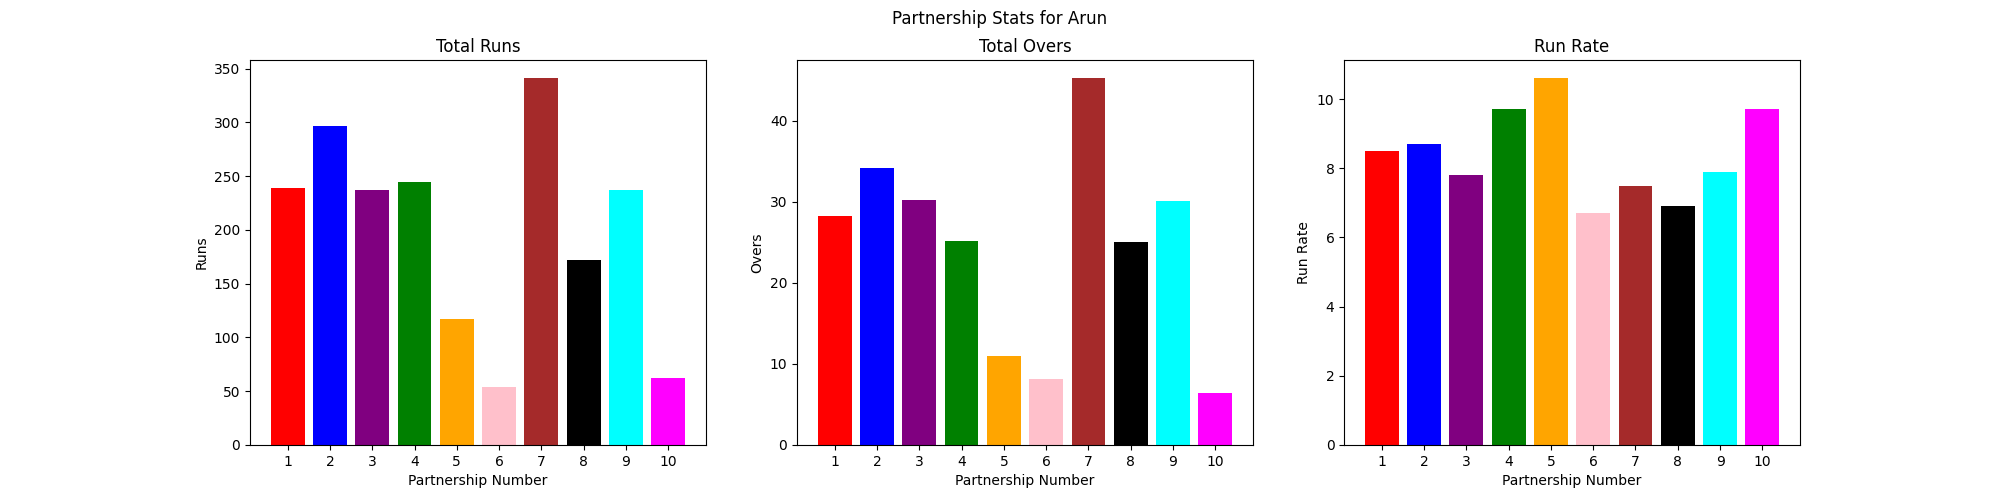 Partnership Stats for Arun
Total Runs
Runs
350
300
250
200
150
100
50
0
1 2 3 4 5 6 7 8 9 10
Partnership Number
Total Overs
Overs
40
30
20
10
0
1 2 3 4 5 6 7 8 9 10
Partnership Number
Run Rate
Run Rate
10
8
6
4
2
0
1 2 3 4 5 6 7 8 9 10
Partnership Number